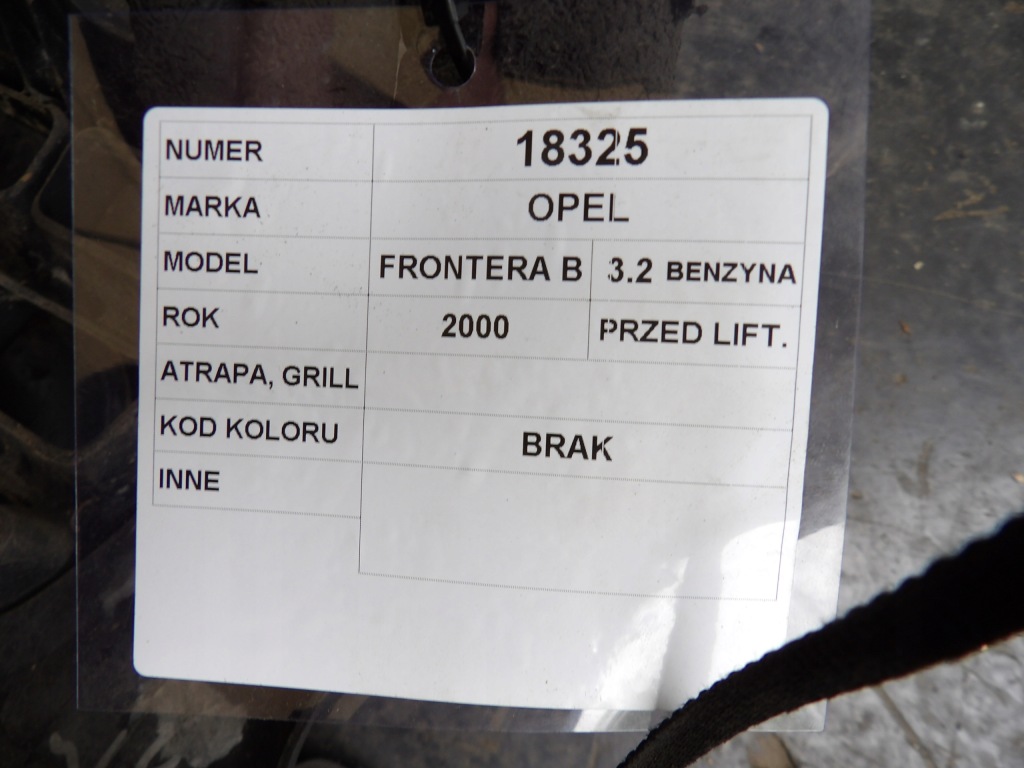 NUMER 18325
MARKA OPEL
MODEL FRONTERA B 3.2 BENZYNA
ROK 2000 PRZED LIFT.
ATRAPA, GRILL
KOD KOLORU BRAK
INNE